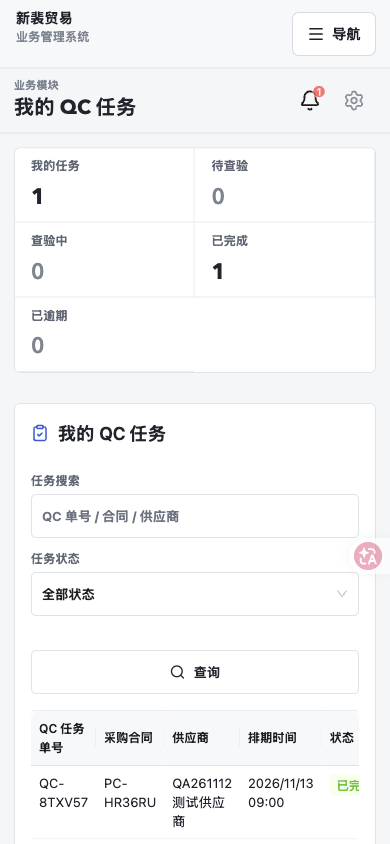 新裴贸易
业务管理系统
导航
业务模块
我的 QC 任务
1
我的任务
1
待查验
0
查验中
0
已完成
1
已逾期
0
我的 QC 任务
任务搜索
QC 单号 / 合同 / 供应商
任务状态
全部状态
查询
QC 任务
单号
采购合同
供应商
排期时间
状态
QC-
8TXV57
PC-
HR36RU
QA261112
测试供应
商
2026/11/13
09:00
已完